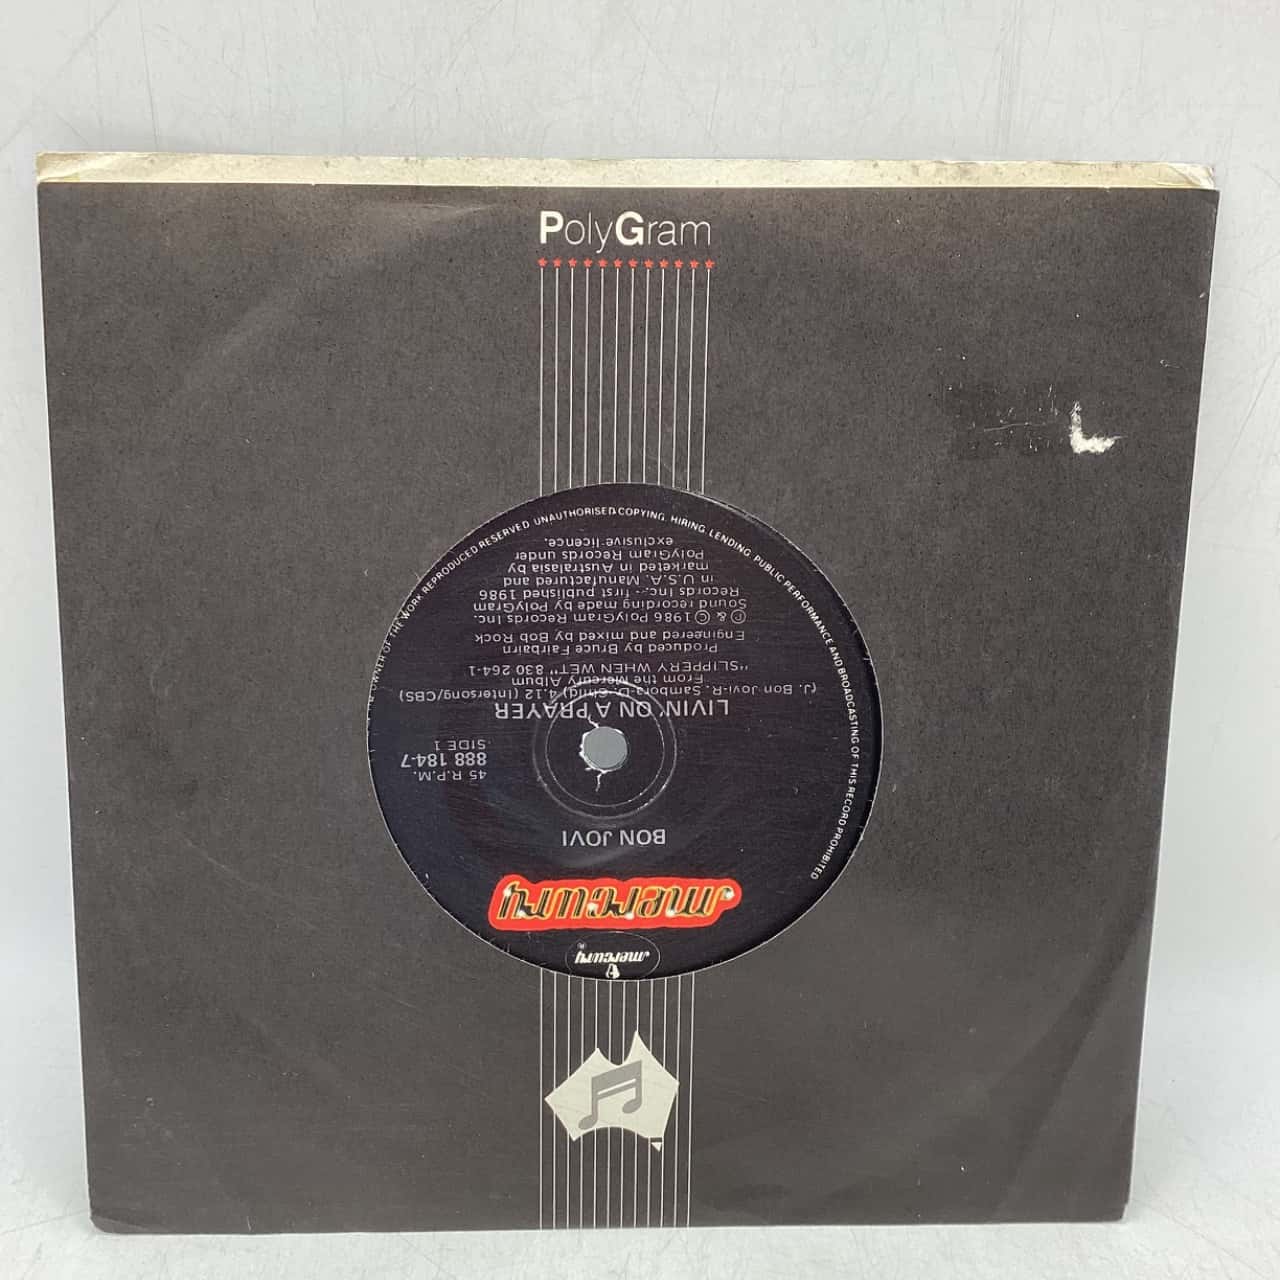 PolyGram
OWNER OF THE WORK REPRODUCED RESERVED. UNAUTHORISED COPYING, HIRING, LENDING, PUBLIC PERFORMANCE AND BROADCASTING OF THIS RECORD PROHIBITED
mercury
mercury
BON JOVI
45 R.P.M.
888 184-7
SIDE 1
LIVIN' ON A PRAYER
(J. Bon Jovi-R. Sambora-D. Child) 4.12 (Intersong/CBS)
From the Mercury Album
"SLIPPERY WHEN WET" 830 264-1
Produced by Bruce Fairbairn
Engineered and mixed by Bob Rock
℗ & © 1986 PolyGram Records Inc.
Sound recording made by PolyGram
Records Inc. -- first published 1986
in U.S.A. Manufactured and
marketed in Australasia by
PolyGram Records under
exclusive licence.